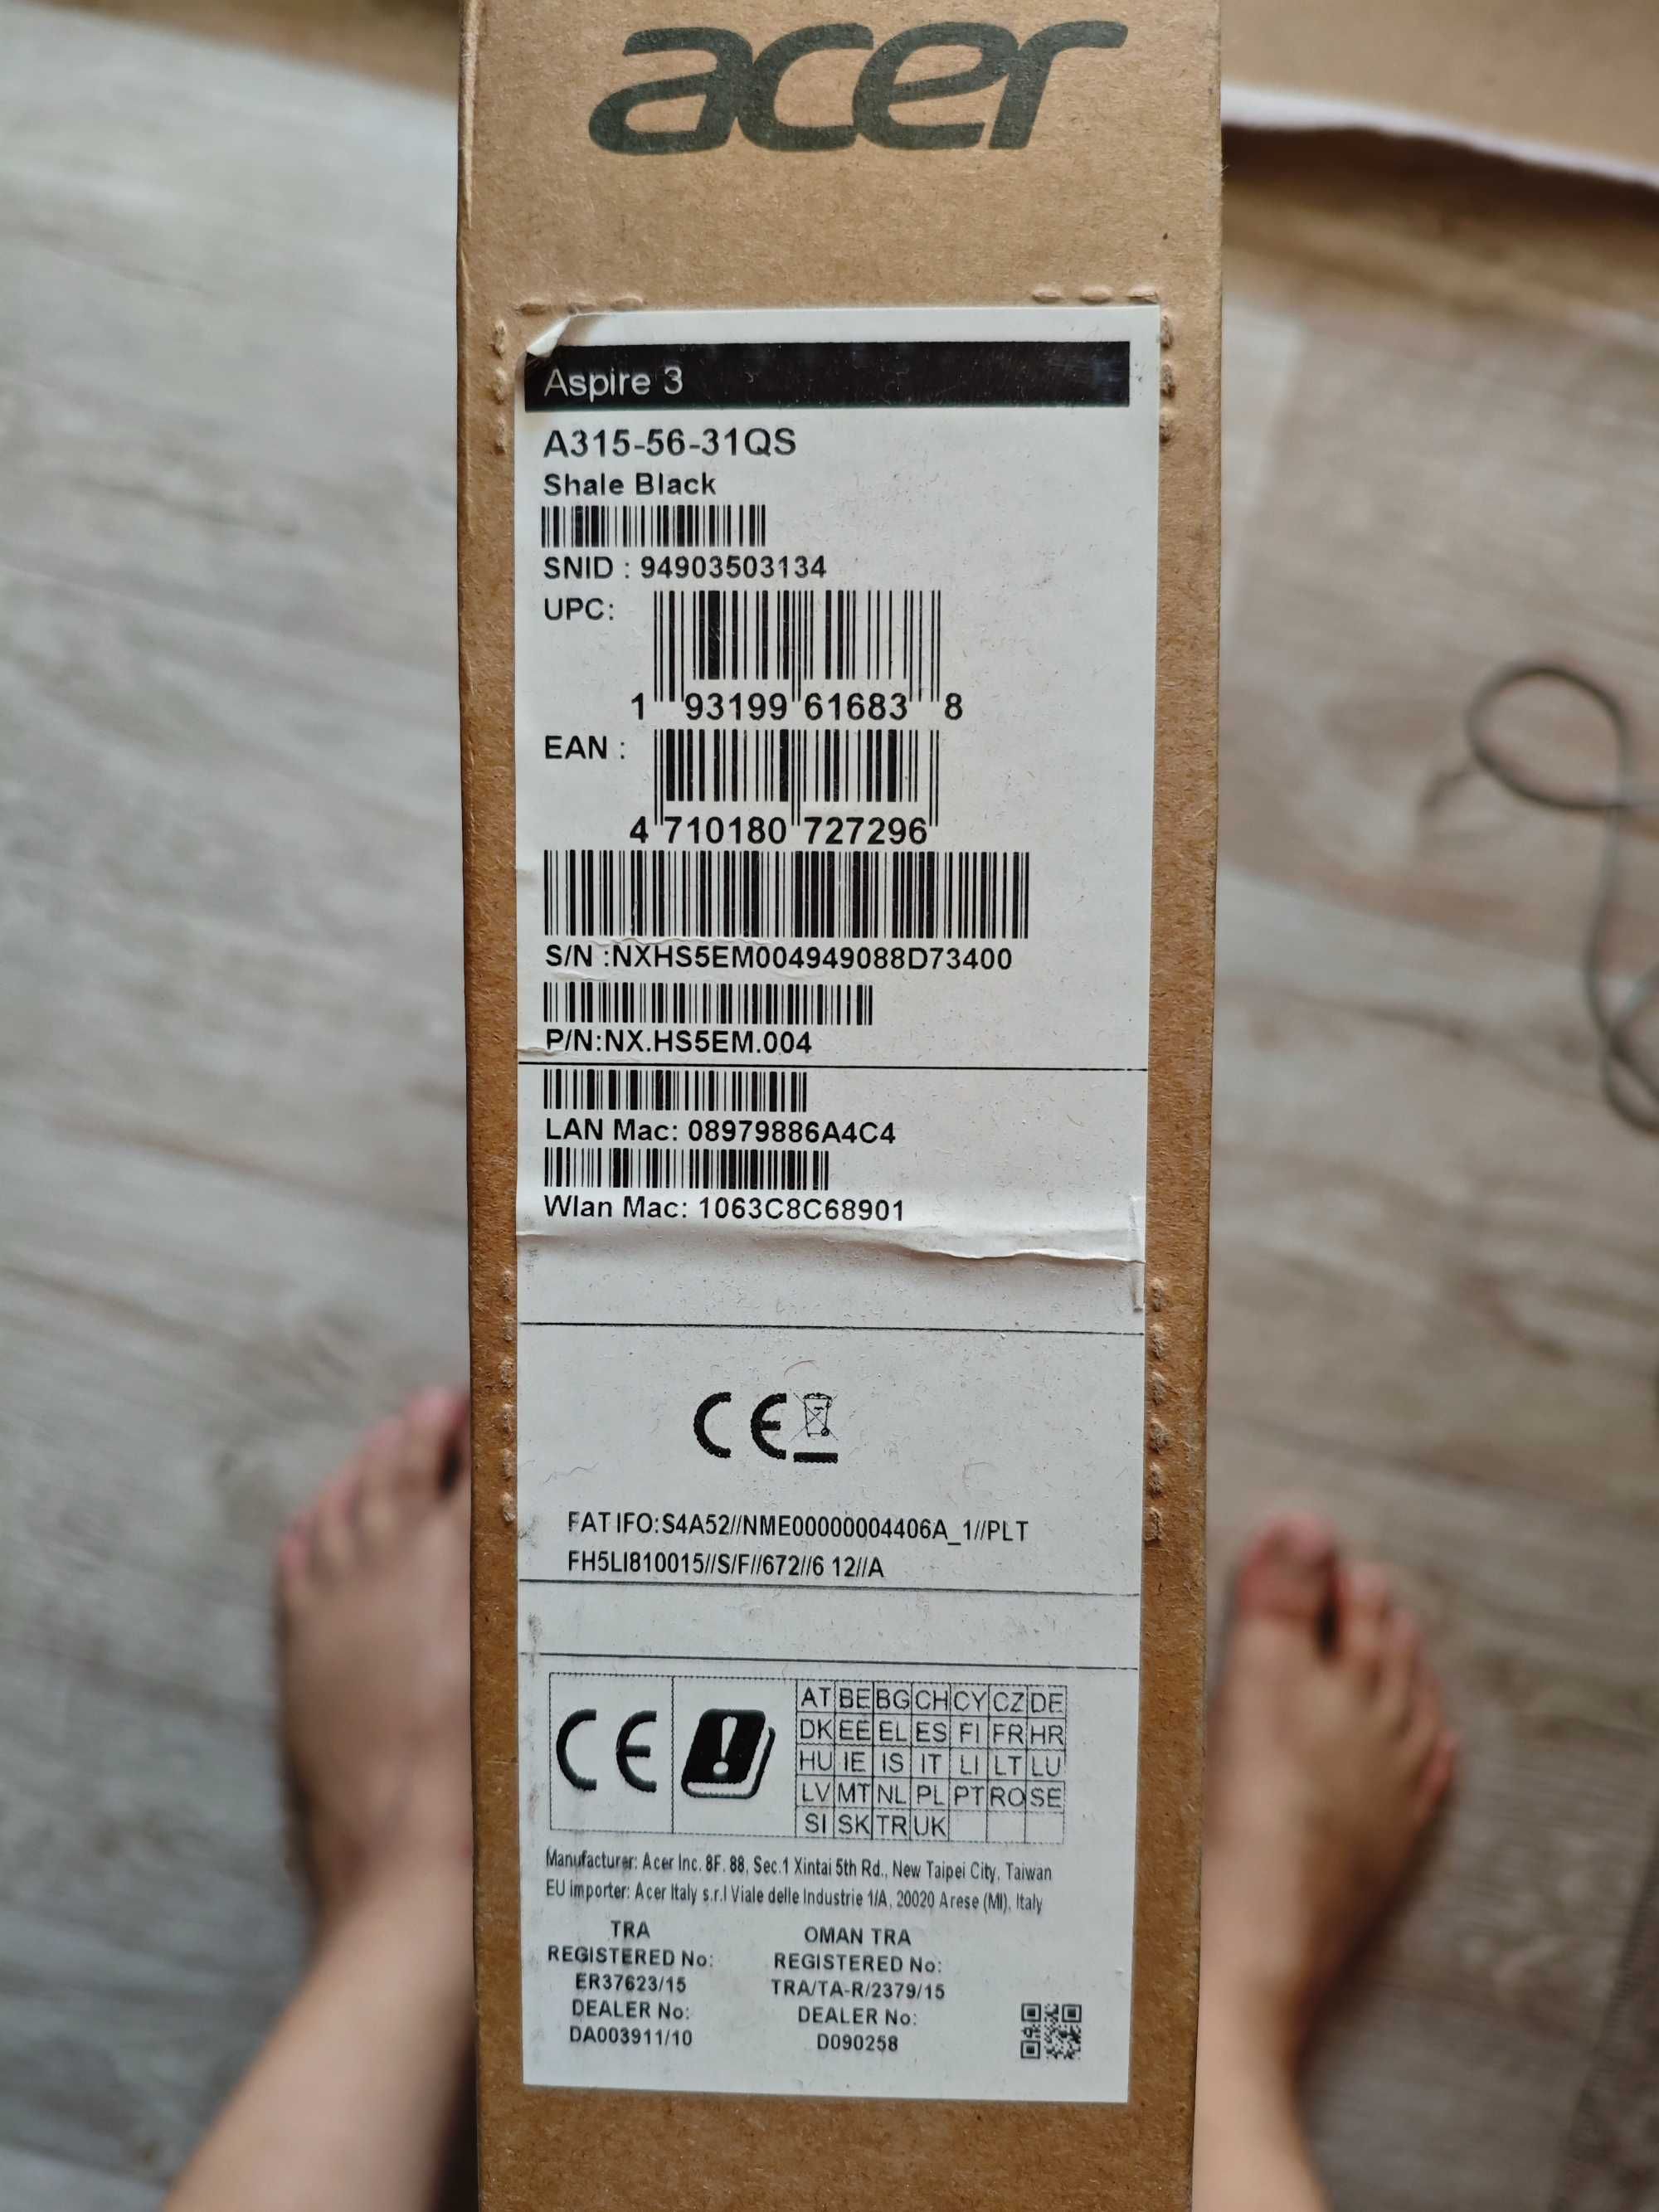 acer
Aspire 3
A315-56-31QS
Shale Black
SNID : 94903503134
UPC:
1 93199 61683 8
EAN :
4 710180 727296
S/N :NXHS5EM004949088D73400
P/N:NX.HS5EM.004
LAN Mac: 08979886A4C4
Wlan Mac: 1063C8C68901
CE
FAT IFO:S4A52//NME00000004406A_1//PLT
FH5LI810015//S/F//672//6 12//A
CE
AT BE BG CH CY CZ DE
DK EE EL ES FI FR HR
HU IE IS IT LI LT LU
LV MT NL PL PT RO SE
SI SK TR UK
Manufacturer: Acer Inc. 8F. 88, Sec.1 Xintai 5th Rd., New Taipei City, Taiwan
EU importer: Acer Italy s.r.l Viale delle Industrie 1/A, 20020 Arese (MI), Italy
TRA
REGISTERED No:
ER37623/15
DEALER No:
DA003911/10
OMAN TRA
REGISTERED No:
TRA/TA-R/2379/15
DEALER No:
D090258